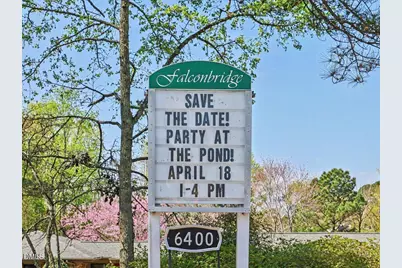 Falconbridge
SAVE
THE DATE!
PARTY AT
THE POND!
APRIL 18
1-4 PM
6400